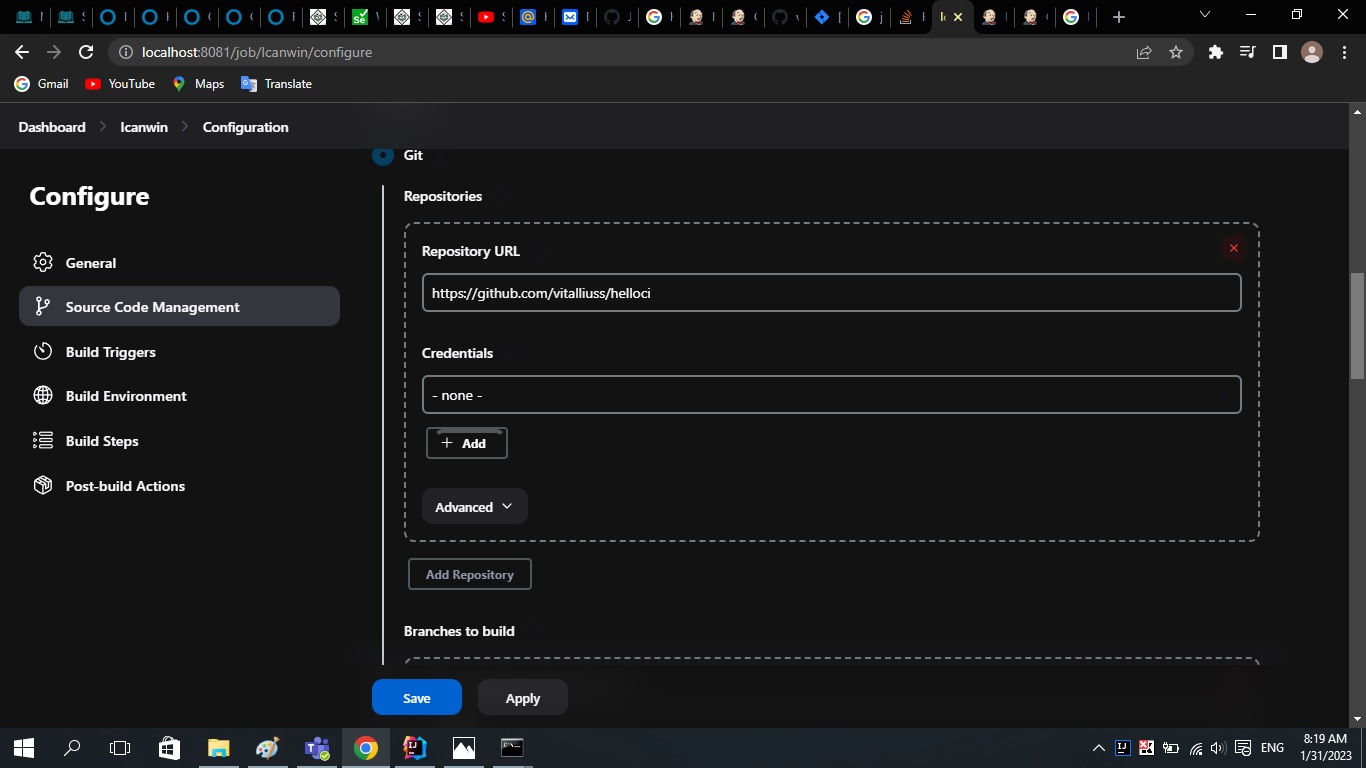 localhost:8081/job/Icanwin/configure
Gmail YouTube Maps Translate
Dashboard Icanwin Configuration
Git
Configure
Repositories
General
Repository URL
Source Code Management
https://github.com/vitalliuss/helloci
Build Triggers
Credentials
Build Environment
- none -
Build Steps
+ Add
Post-build Actions
Advanced
Add Repository
Branches to build
Save Apply
ENG
8:19 AM
1/31/2023